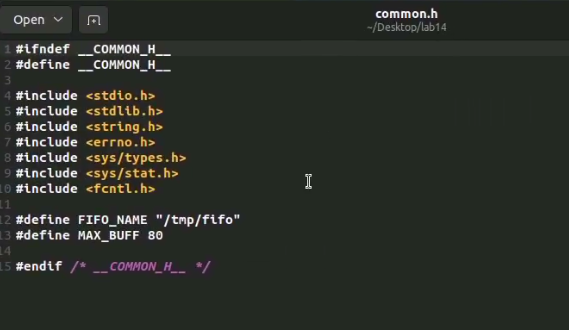 Open
common.h
~/Desktop/lab14
1 #ifndef __COMMON_H__
2 #define __COMMON_H__
3
4 #include <stdio.h>
5 #include <stdlib.h>
6 #include <string.h>
7 #include <errno.h>
8 #include <sys/types.h>
9 #include <sys/stat.h>
10 #include <fcntl.h>
11
12 #define FIFO_NAME "/tmp/fifo"
13 #define MAX_BUFF 80
14
15 #endif /* __COMMON_H__ */